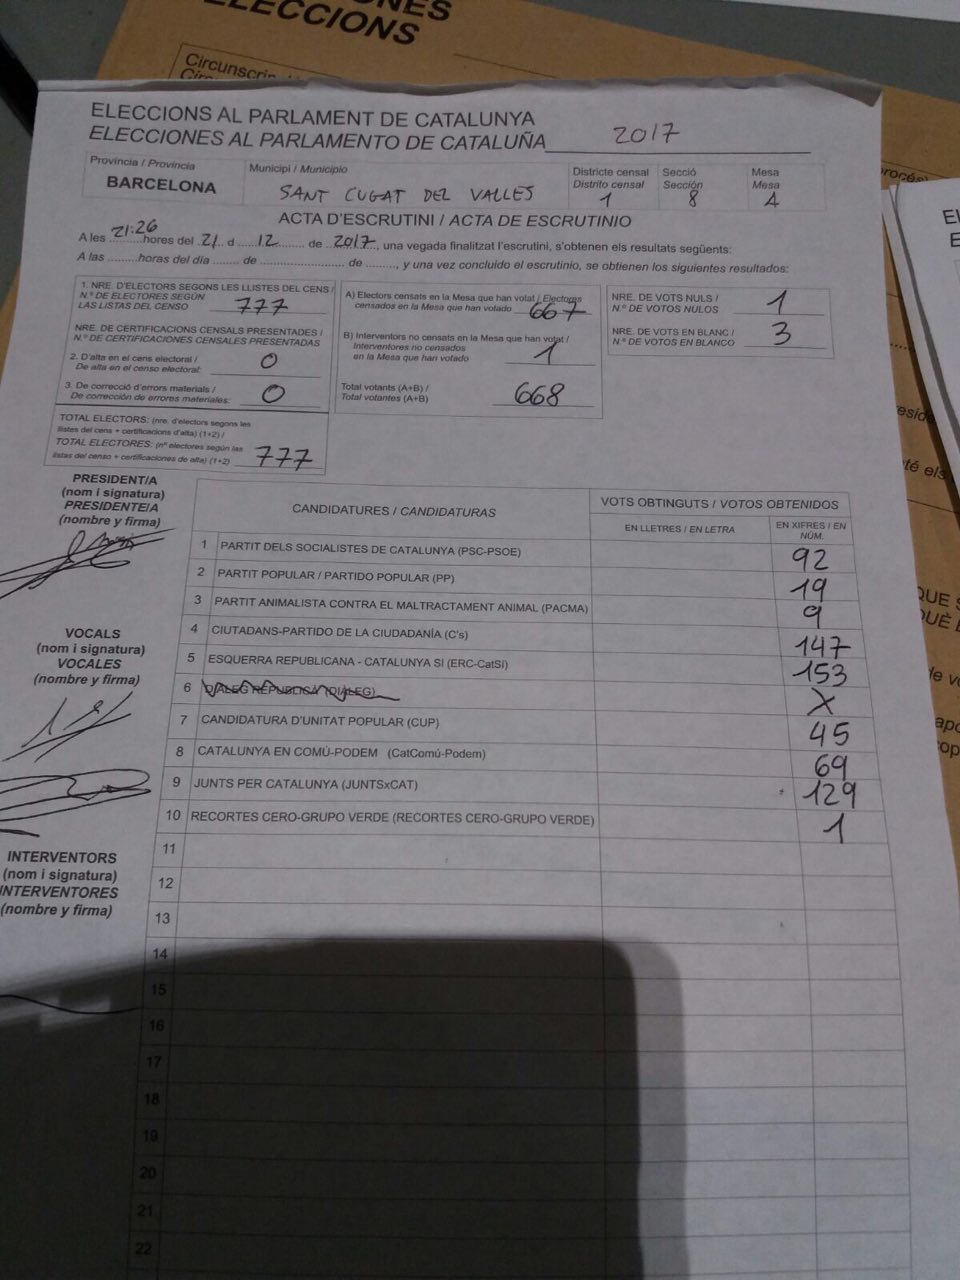 ELECCIONS
Circunscrip
ELECCIONS AL PARLAMENT DE CATALUNYA
ELECCIONES AL PARLAMENTO DE CATALUÑA 2017
Província / Provincia
BARCELONA
Municipi / Municipio
SANT CUGAT DEL VALLES
Districte censal
Distrito censal
1
Secció
Sección
8
Mesa
Mesa
A
ACTA D'ESCRUTINI / ACTA DE ESCRUTINIO
A les 21:26 hores del 21 d 12 de 2017, una vegada finalitzat l'escrutini, s'obtenen els resultats següents:
A las .........horas del día ....... de ........................ de ........, y una vez concluido el escrutinio, se obtienen los siguientes resultados:
1. NRE. D'ELECTORS SEGONS LES LLISTES DEL CENS /
N.º DE ELECTORES SEGÚN
LAS LISTAS DEL CENSO 777
NRE. DE CERTIFICACIONS CENSALS PRESENTADES /
N.º DE CERTIFICACIONES CENSALES PRESENTADAS
2. D'alta en el cens electoral /
De alta en el censo electoral: 0
3. De correcció d'errors materials /
De corrección de errores materiales: 0
TOTAL ELECTORS: (nre. d'electors segons les
llistes del cens + certificacions d'alta) (1+2) /
TOTAL ELECTORES: (nº electores según las
listas del censo + certificaciones de alta) (1+2) 777
A) Electors censats en la Mesa que han votat / Electores
censados en la Mesa que han votado 667
B) Interventors no censats en la Mesa que han votat /
Interventores no censados
en la Mesa que han votado 1
Total votants (A+B) /
Total votantes (A+B) 668
NRE. DE VOTS NULS /
N.º DE VOTOS NULOS 1
NRE. DE VOTS EN BLANC /
N.º DE VOTOS EN BLANCO 3
PRESIDENT/A
(nom i signatura)
PRESIDENTE/A
(nombre y firma)
VOCALS
(nom i signatura)
VOCALES
(nombre y firma)
INTERVENTORS
(nom i signatura)
INTERVENTORES
(nombre y firma)
CANDIDATURES / CANDIDATURAS
VOTS OBTINGUTS / VOTOS OBTENIDOS
EN LLETRES / EN LETRA
EN XIFRES / EN
NÚM.
1 PARTIT DELS SOCIALISTES DE CATALUNYA (PSC-PSOE) 92
2 PARTIT POPULAR / PARTIDO POPULAR (PP) 19
3 PARTIT ANIMALISTA CONTRA EL MALTRACTAMENT ANIMAL (PACMA) 9
4 CIUTADANS-PARTIDO DE LA CIUDADANÍA (C's) 147
5 ESQUERRA REPUBLICANA - CATALUNYA SI (ERC-CatSí) 153
6 DIÀLEG REPÚBLICA (DIÀLEG) X
7 CANDIDATURA D'UNITAT POPULAR (CUP) 45
8 CATALUNYA EN COMÚ-PODEM (CatComú-Podem) 69
9 JUNTS PER CATALUNYA (JUNTSxCAT) 129
10 RECORTES CERO-GRUPO VERDE (RECORTES CERO-GRUPO VERDE) 1
11
12
13
14
15
16
17
18
19
20
21
22